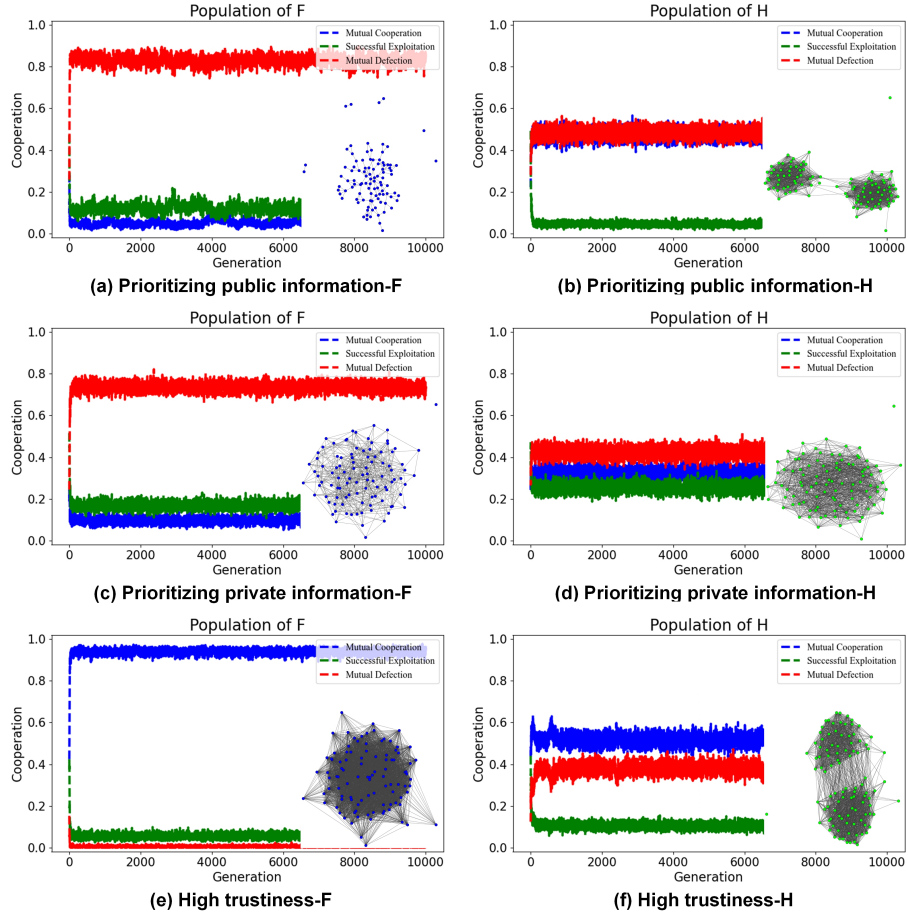 Population of F
Cooperation
1.0
0.8
0.6
0.4
0.2
0.0
Mutual Cooperation
Successful Exploitation
Mutual Defection
0
2000
4000
6000
8000
10000
Generation
(a) Prioritizing public information-F
Population of H
Cooperation
1.0
0.8
0.6
0.4
0.2
0.0
Mutual Cooperation
Successful Exploitation
Mutual Defection
0
2000
4000
6000
8000
10000
Generation
(b) Prioritizing public information-H
Population of F
Cooperation
1.0
0.8
0.6
0.4
0.2
0.0
Mutual Cooperation
Successful Exploitation
Mutual Defection
0
2000
4000
6000
8000
10000
Generation
(c) Prioritizing private information-F
Population of H
Cooperation
1.0
0.8
0.6
0.4
0.2
0.0
Mutual Cooperation
Successful Exploitation
Mutual Defection
0
2000
4000
6000
8000
10000
Generation
(d) Prioritizing private information-H
Population of F
Cooperation
1.0
0.8
0.6
0.4
0.2
0.0
Mutual Cooperation
Successful Exploitation
Mutual Defection
0
2000
4000
6000
8000
10000
Generation
(e) High trustiness-F
Population of H
Cooperation
1.0
0.8
0.6
0.4
0.2
0.0
Mutual Cooperation
Successful Exploitation
Mutual Defection
0
2000
4000
6000
8000
10000
Generation
(f) High trustiness-H